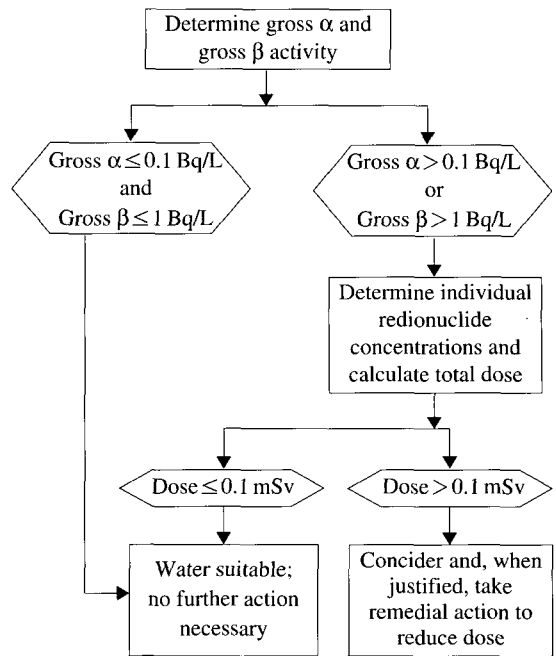 Determine gross α and
gross β activity
Gross α ≤ 0.1 Bq/L
and
Gross β ≤ 1 Bq/L
Gross α > 0.1 Bq/L
or
Gross β > 1 Bq/L
Determine individual
redionuclide
concentrations and
calculate total dose
Dose ≤ 0.1 mSv
Dose > 0.1 mSv
Water suitable;
no further action
necessary
Concider and, when
justified, take
remedial action to
reduce dose